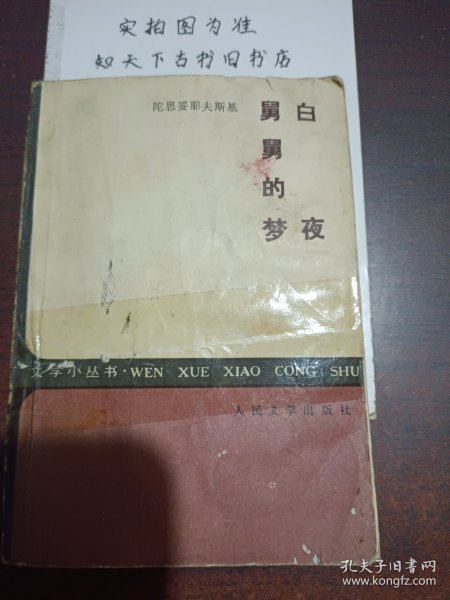 实拍图为准
知天下古书旧书店
陀思妥耶夫斯基
白夜
舅舅的梦
文学小丛书·WEN XUE XIAO CONG SHU
人民文学出版社
孔夫子旧书网
www.kongfz.com